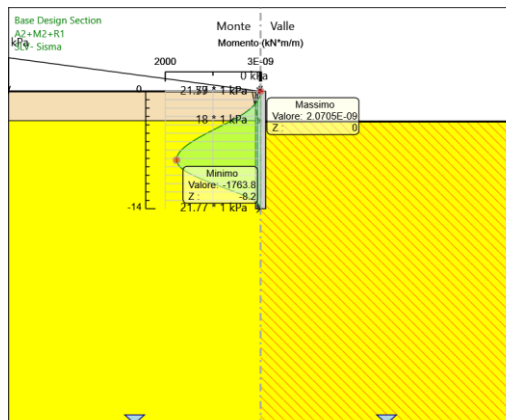 Base Design Section
A2+M2+R1
SLV- Sisma
kPa
Monte Valle
Momento (kN*m/m)
2000 3E-09
0 kPa
0
* 1 kPa
Massimo
Valore: 2.0705E-09
Z : 0
18 * 1 kPa
Minimo
Valore: -1763.8
Z : -8.2
-14
21.77 * 1 kPa